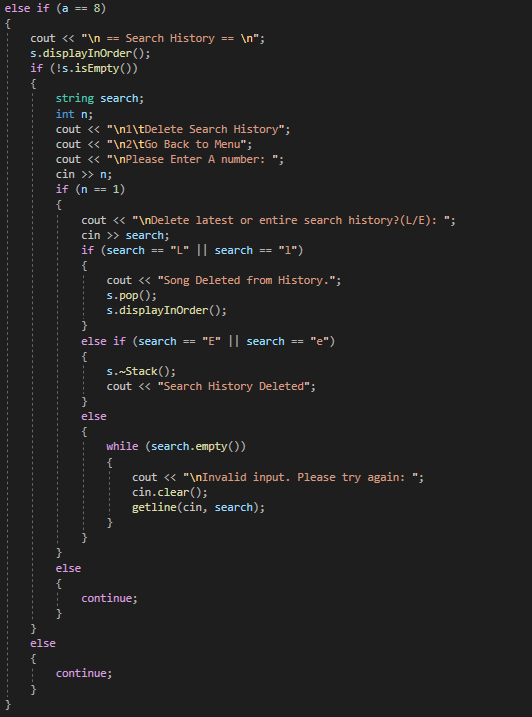 else if (a == 8)
{
    cout << "\n == Search History == \n";
    s.displayInOrder();
    if (!s.isEmpty())
    {
        string search;
        int n;
        cout << "\n1\tDelete Search History";
        cout << "\n2\tGo Back to Menu";
        cout << "\nPlease Enter A number: ";
        cin >> n;
        if (n == 1)
        {
            cout << "\nDelete latest or entire search history?(L/E): ";
            cin >> search;
            if (search == "L" || search == "l")
            {
                cout << "Song Deleted from History.";
                s.pop();
                s.displayInOrder();
            }
            else if (search == "E" || search == "e")
            {
                s.~Stack();
                cout << "Search History Deleted";
            }
            else
            {
                while (search.empty())
                {
                    cout << "\nInvalid input. Please try again: ";
                    cin.clear();
                    getline(cin, search);
                }
            }
        }
        else
        {
            continue;
        }
    }
    else
    {
        continue;
    }
}